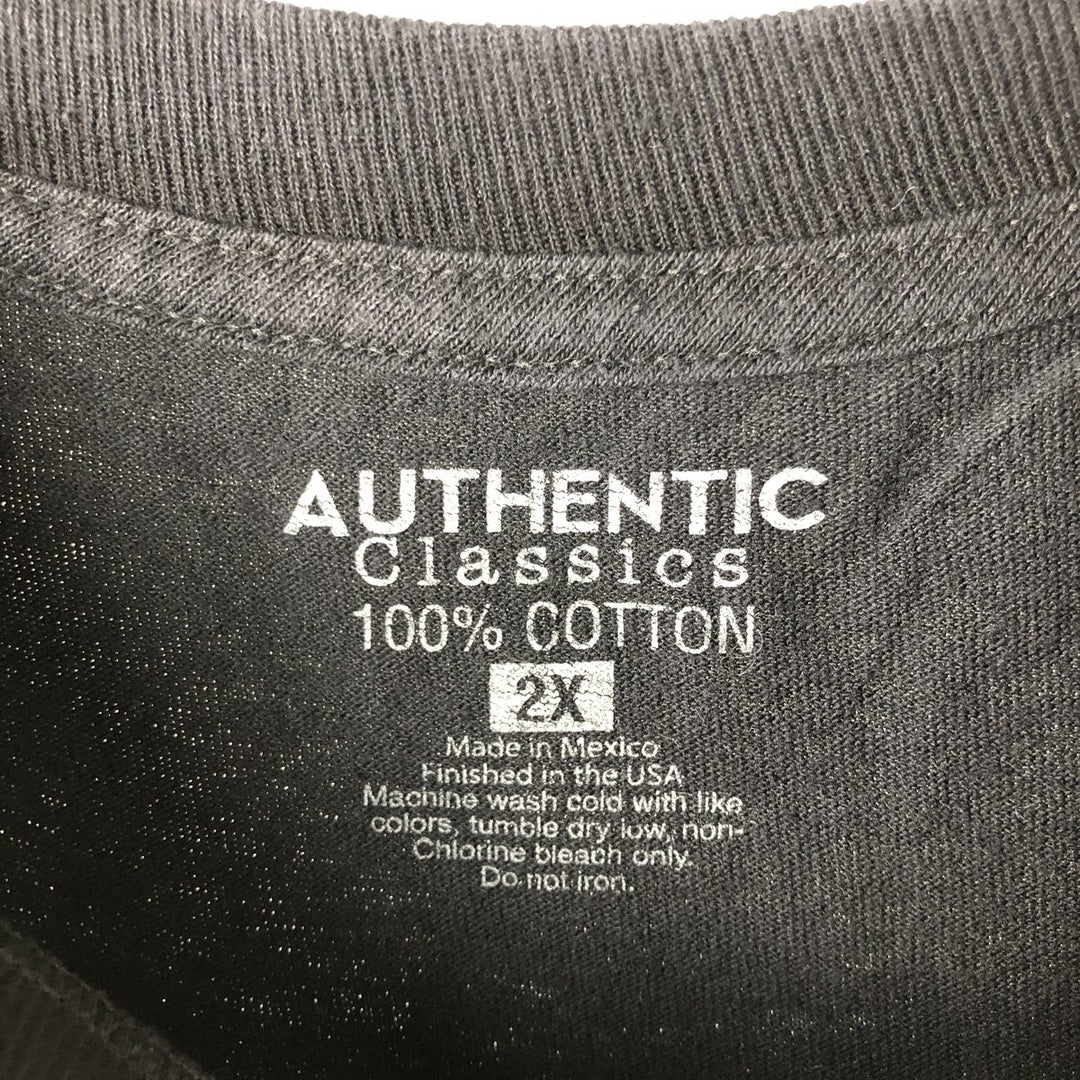 AUTHENTIC
Classics
100% COTTON
2X
Made in Mexico
Finished in the USA
Machine wash cold with like
colors, tumble dry low, non-
Chlorine bleach only.
Do not iron.